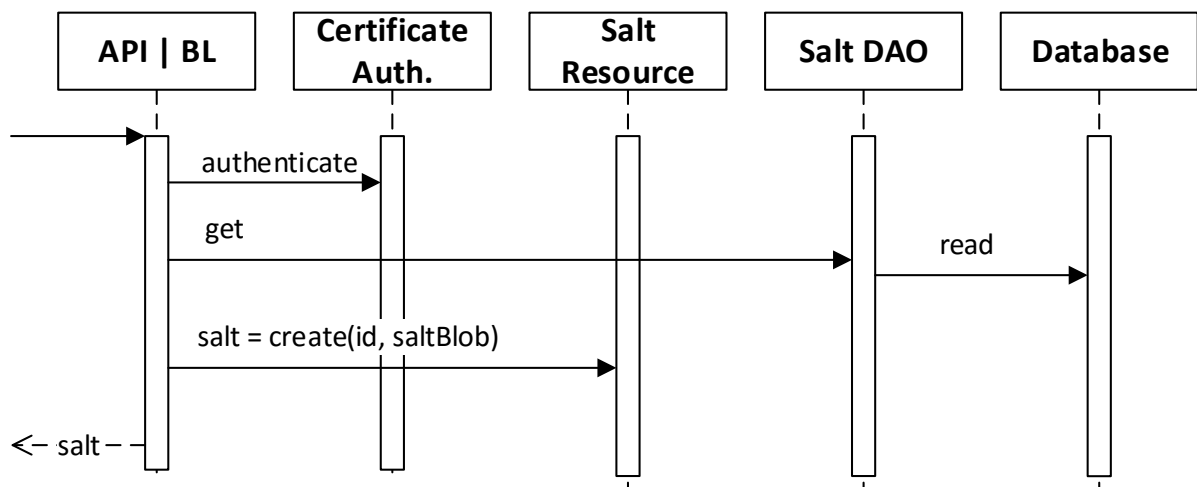 API | BL
Certificate
Auth.
Salt
Resource
Salt DAO
Database
authenticate
get
read
salt = create(id, saltBlob)
salt